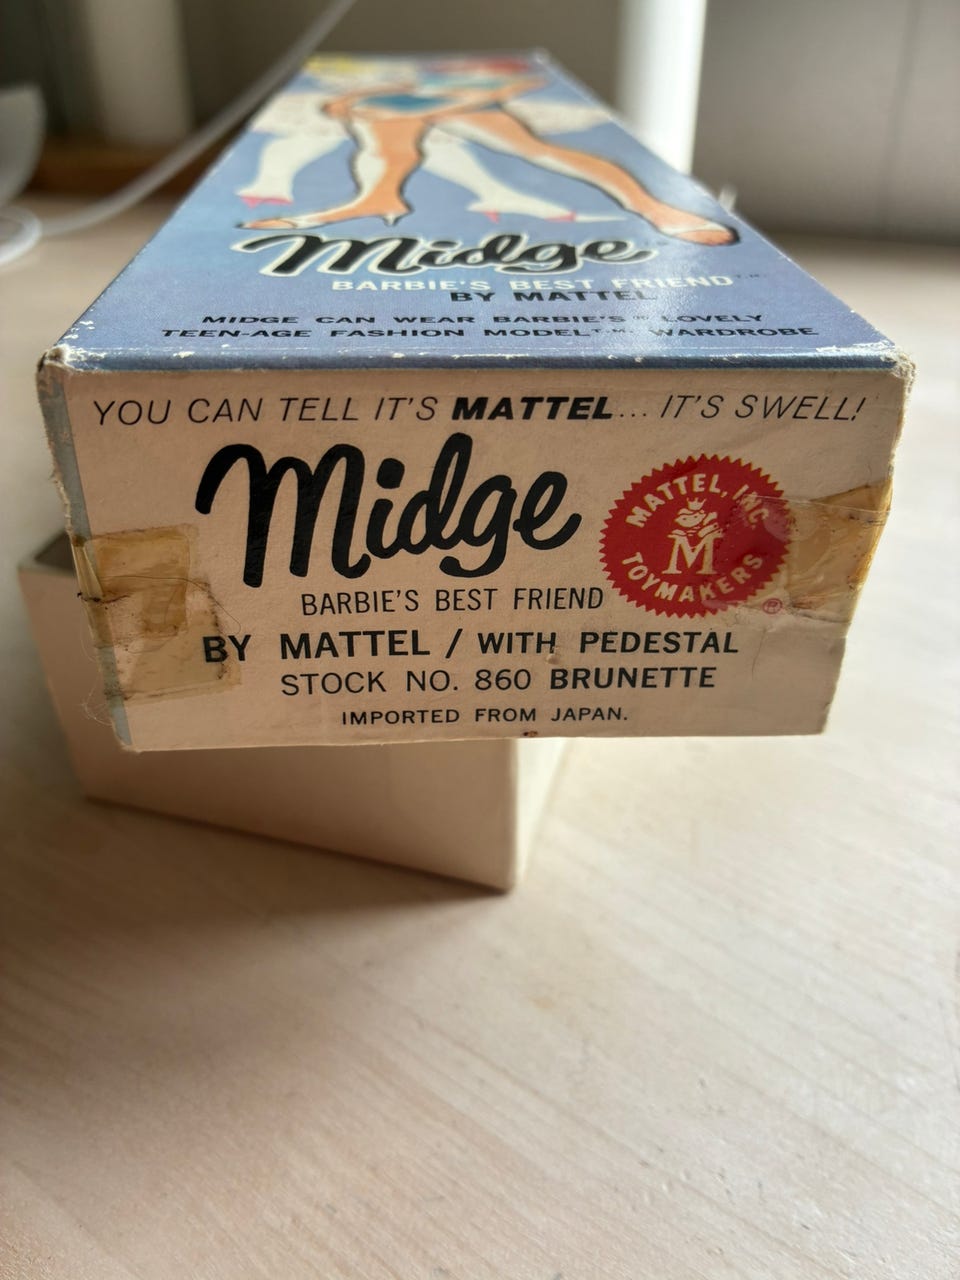 Midge
BARBIE'S BEST FRIEND T.M.
BY MATTEL
MIDGE CAN WEAR BARBIE'S® LOVELY
TEEN-AGE FASHION MODEL T.M. WARDROBE
YOU CAN TELL IT'S MATTEL... IT'S SWELL!
Midge
MATTEL, INC.
M
TOYMAKERS
®
BARBIE'S BEST FRIEND
BY MATTEL / WITH PEDESTAL
STOCK NO. 860 BRUNETTE
IMPORTED FROM JAPAN.